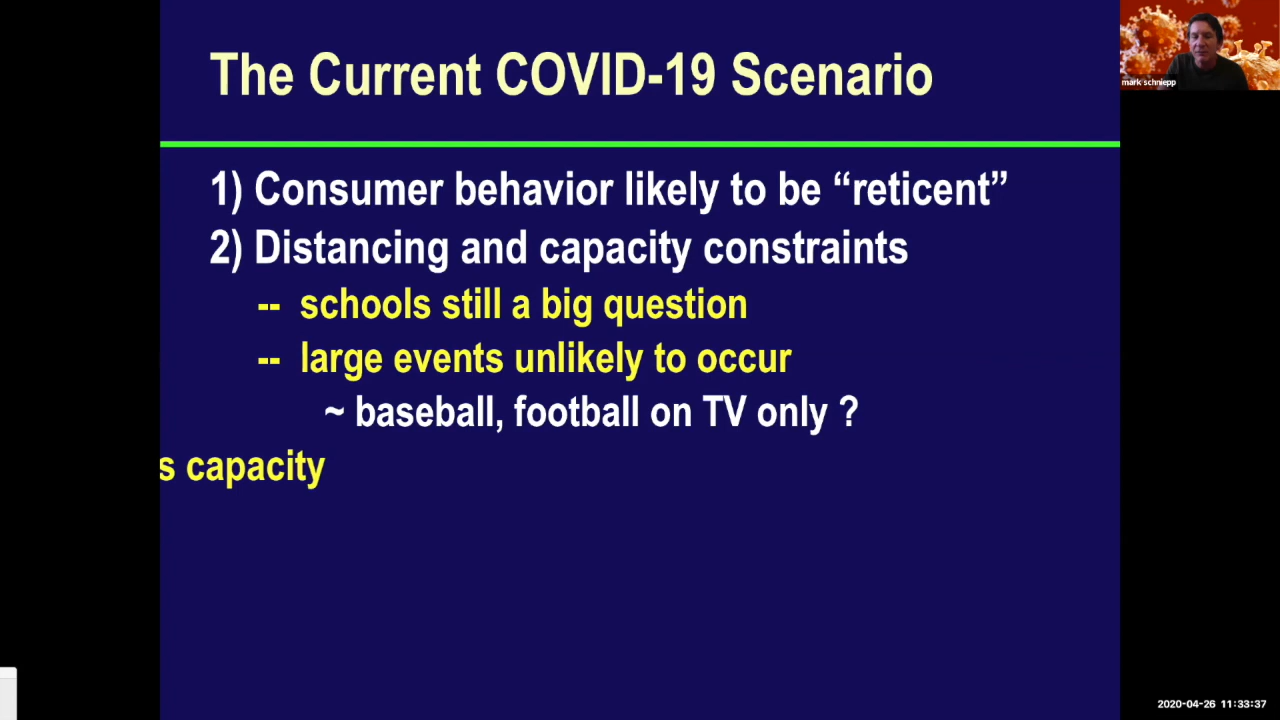 The Current COVID-19 Scenario
mark schniepp
1) Consumer behavior likely to be “reticent”
2) Distancing and capacity constraints
-- schools still a big question
-- large events unlikely to occur
~ baseball, football on TV only ?
s capacity
2020-04-26 11:33:37